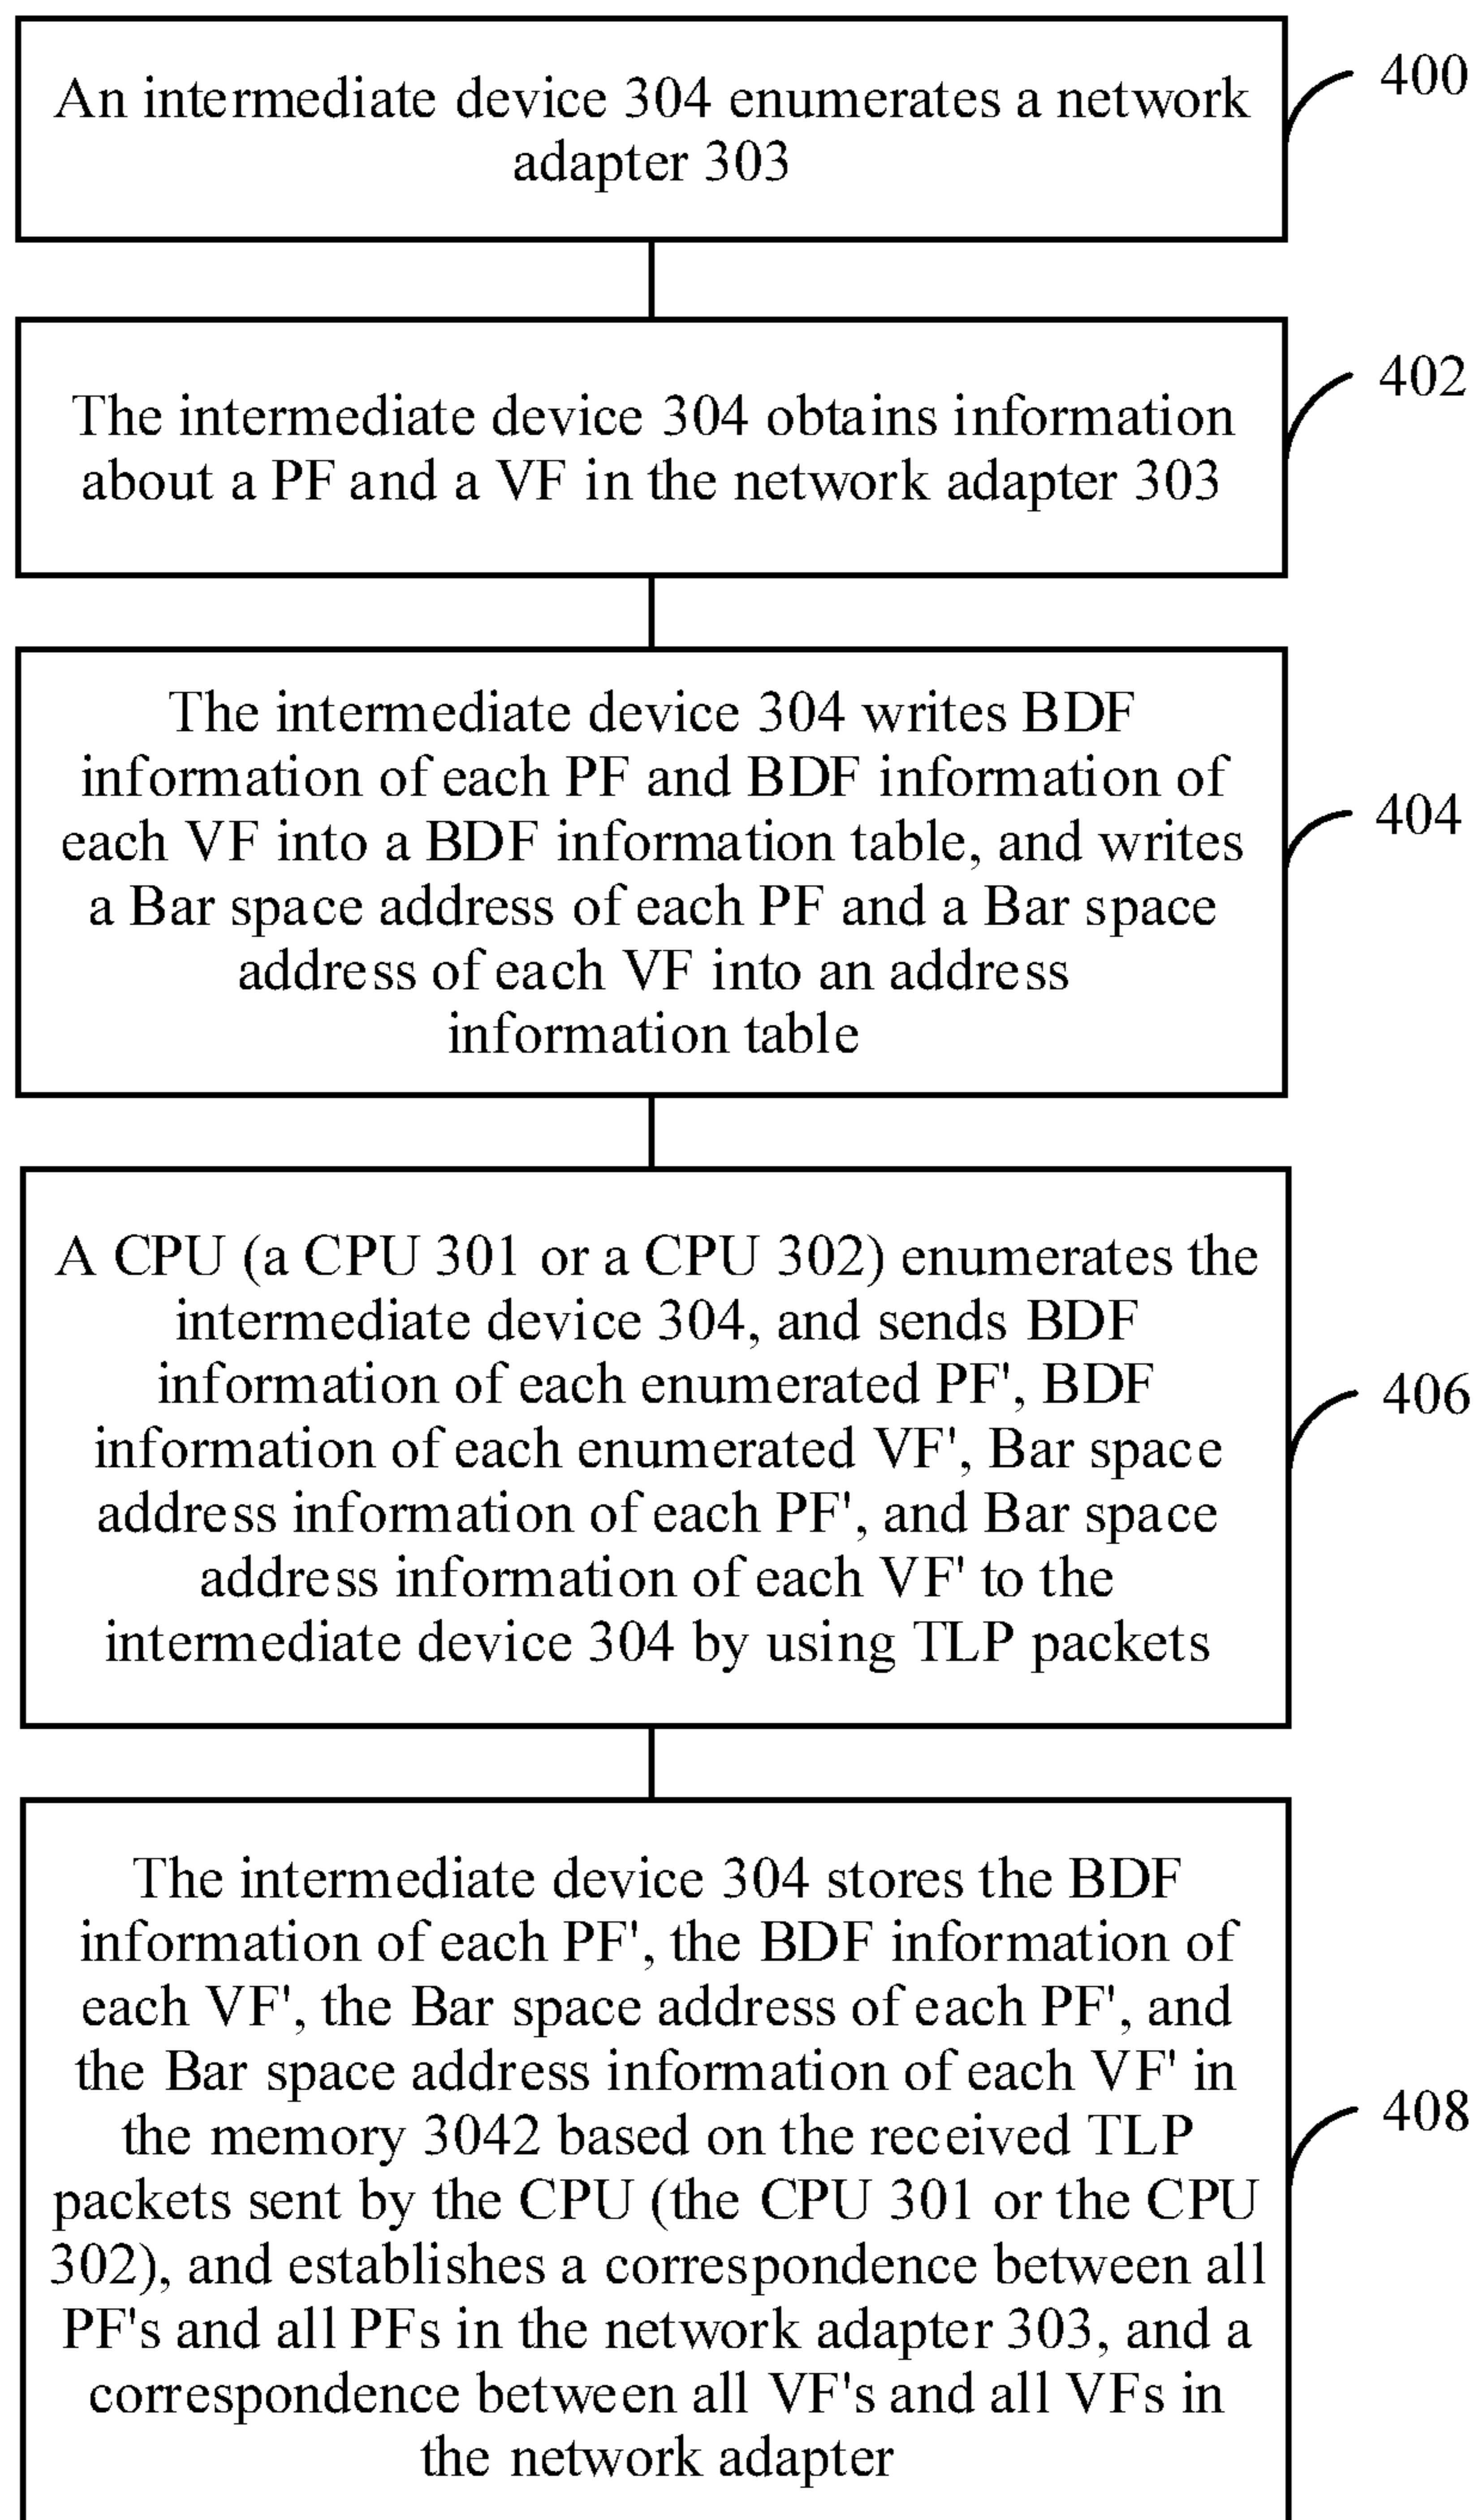 An intermediate device 304 enumerates a network
adapter 303
400
The intermediate device 304 obtains information
about a PF and a VF in the network adapter 303
402
The intermediate device 304 writes BDF
information of each PF and BDF information of
each VF into a BDF information table, and writes
a Bar space address of each PF and a Bar space
address of each VF into an address
information table
404
A CPU (a CPU 301 or a CPU 302) enumerates the
intermediate device 304, and sends BDF
information of each enumerated PF', BDF
information of each enumerated VF', Bar space
address information of each PF', and Bar space
address information of each VF' to the
intermediate device 304 by using TLP packets
406
The intermediate device 304 stores the BDF
information of each PF', the BDF information of
each VF', the Bar space address of each PF', and
the Bar space address information of each VF' in
the memory 3042 based on the received TLP
packets sent by the CPU (the CPU 301 or the CPU
302), and establishes a correspondence between all
PF's and all PFs in the network adapter 303, and a
correspondence between all VF's and all VFs in
the network adapter
408